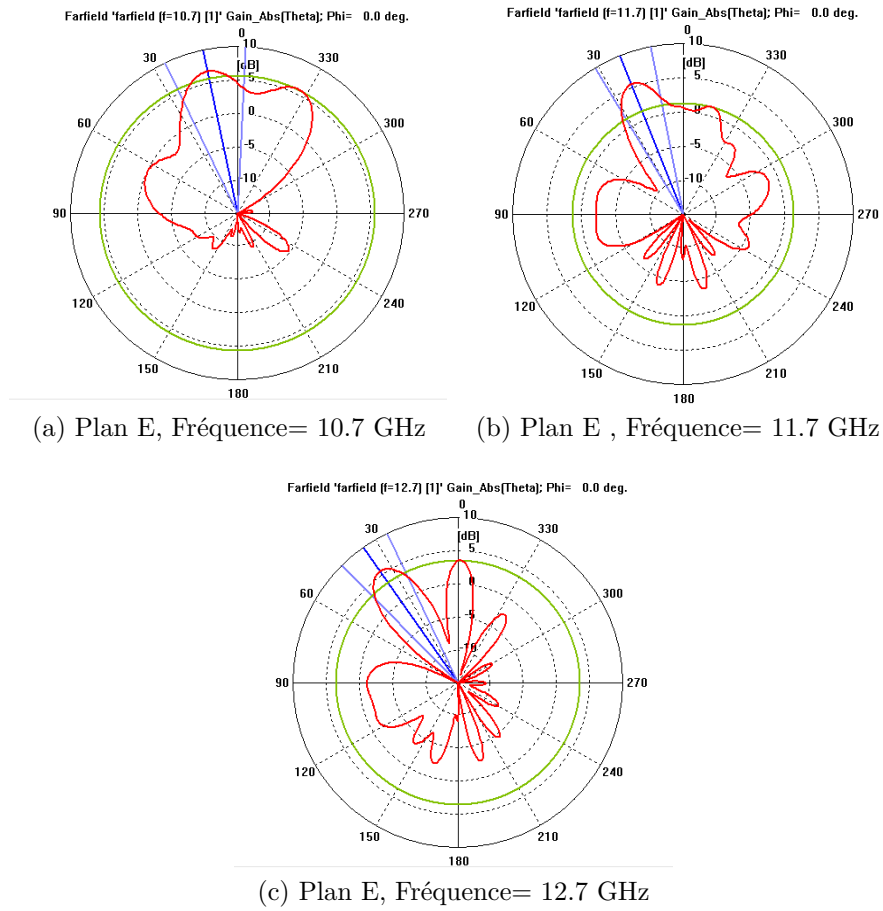 Farfield 'farfield (f=10.7) [1]' Gain_Abs(Theta); Phi= 0.0 deg.
0
30 10 330
[dB]
5
60 0 300
-5
-10
90 270
120 240
150 210
180
(a) Plan E, Fréquence= 10.7 GHz
Farfield 'farfield (f=11.7) [1]' Gain_Abs(Theta); Phi= 0.0 deg.
0
30 10 330
[dB]
5
60 0 300
-5
10
90 270
120 240
150 210
180
(b) Plan E , Fréquence= 11.7 GHz
Farfield 'farfield (f=12.7) [1]' Gain_Abs(Theta); Phi= 0.0 deg.
0
30 10 330
[dB]
5
60 0 300
-5
10
90 270
120 240
150 210
180
(c) Plan E, Fréquence= 12.7 GHz